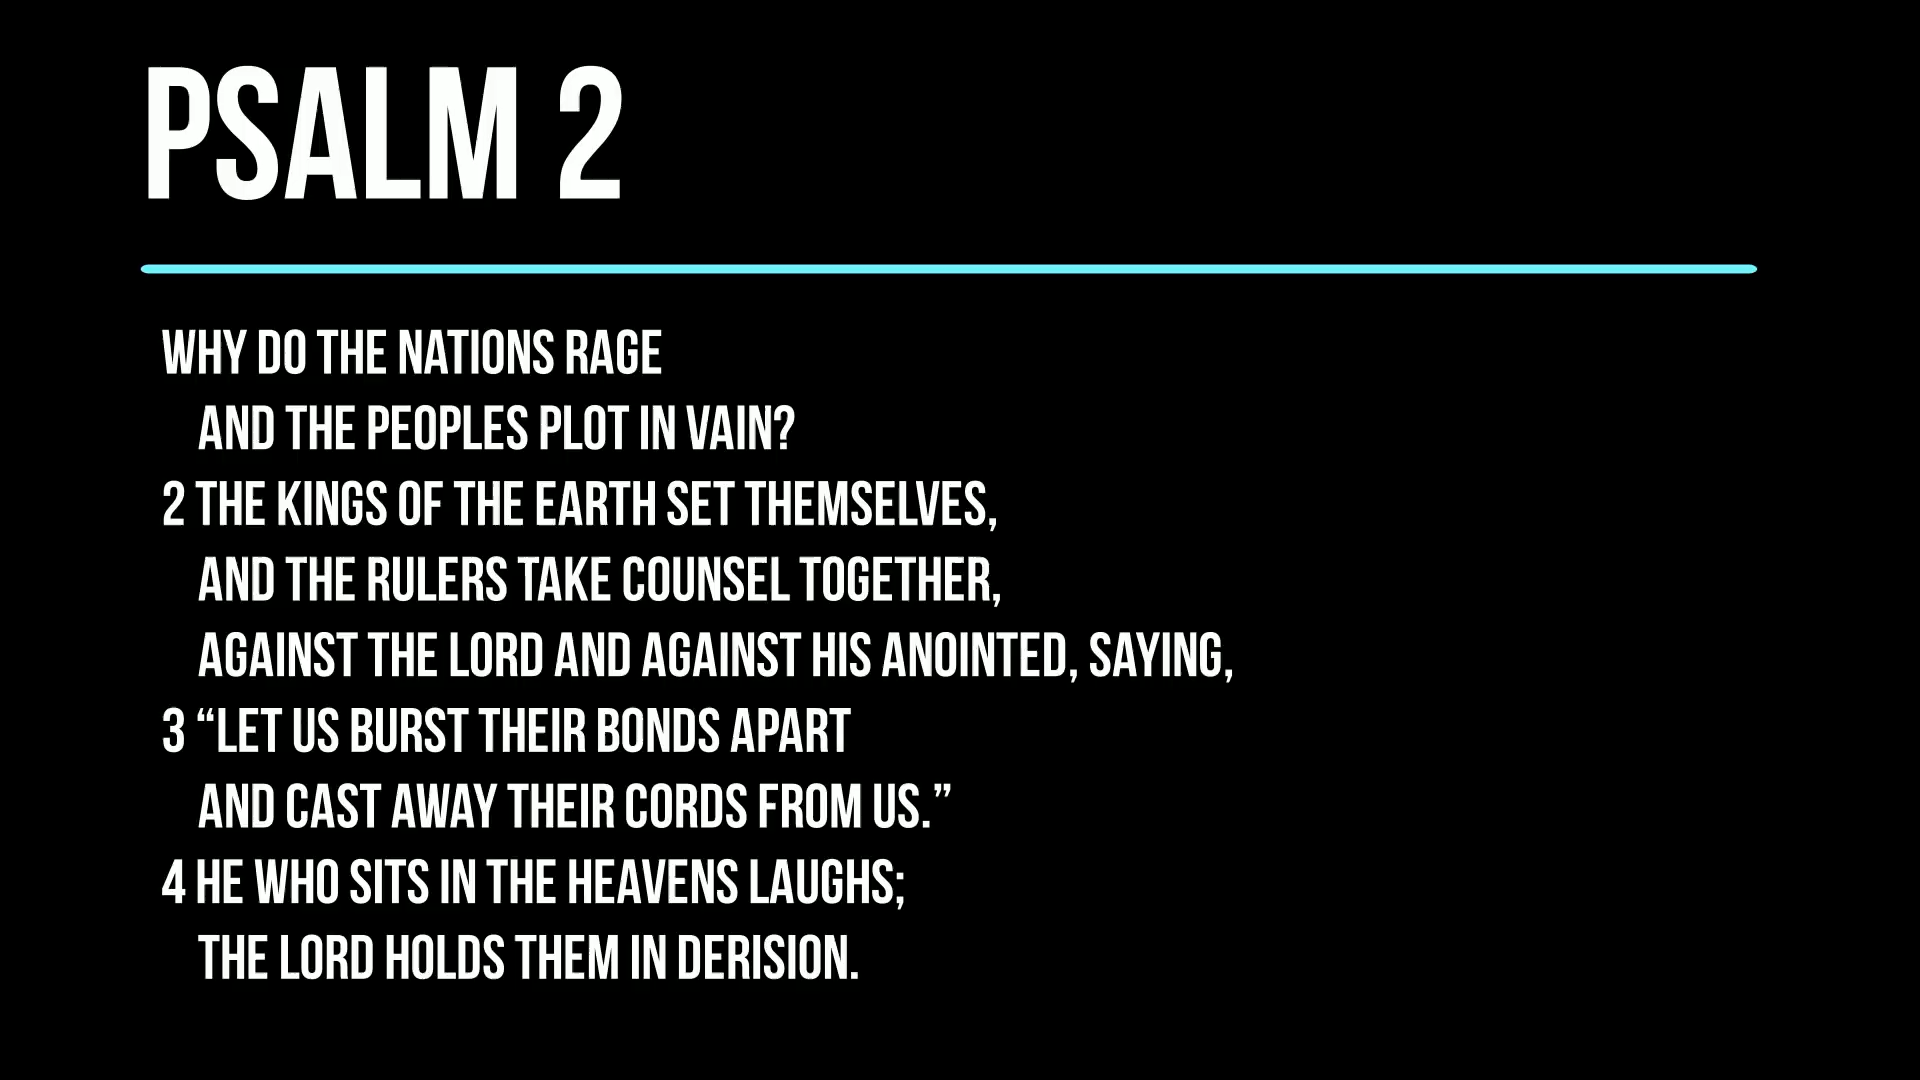 PSALM 2
WHY DO THE NATIONS RAGE
AND THE PEOPLES PLOT IN VAIN?
2 THE KINGS OF THE EARTH SET THEMSELVES,
AND THE RULERS TAKE COUNSEL TOGETHER,
AGAINST THE LORD AND AGAINST HIS ANOINTED, SAYING,
3 “LET US BURST THEIR BONDS APART
AND CAST AWAY THEIR CORDS FROM US.”
4 HE WHO SITS IN THE HEAVENS LAUGHS;
THE LORD HOLDS THEM IN DERISION.